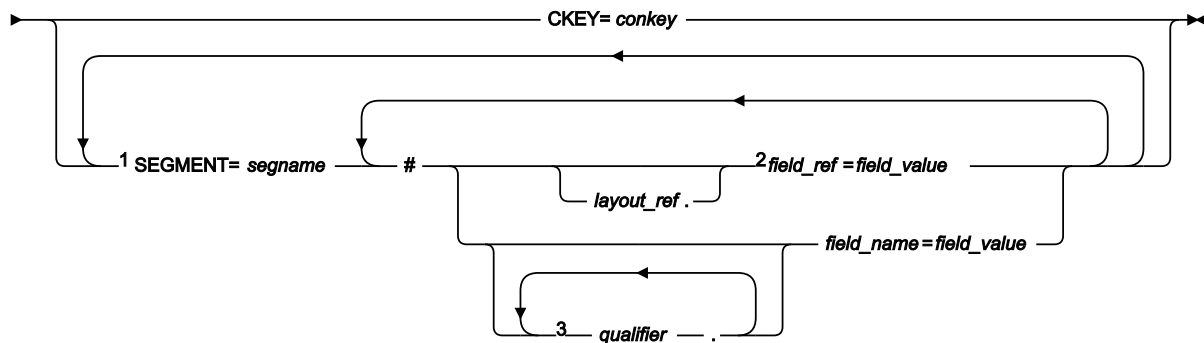 CKEY= conkey
1 SEGMENT= segname # 2 field_ref =field_value
layout_ref .
field_name=field_value
3 qualifier .